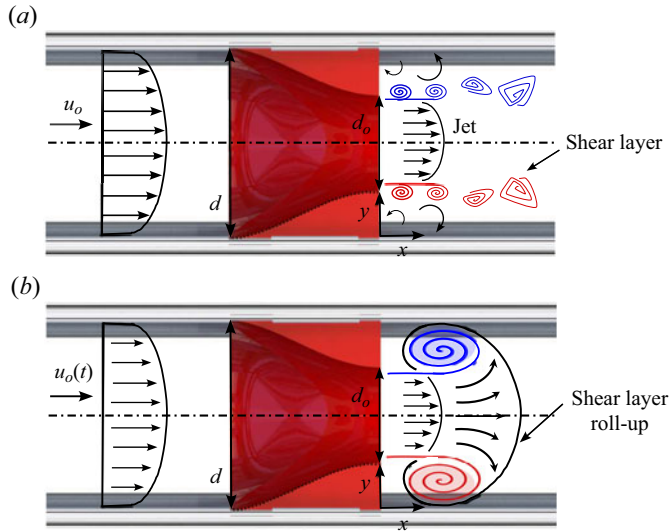 (a)
u_o
d_o
Jet
Shear layer
d
y
x
(b)
u_o(t)
d_o
Shear layer
roll-up
d
y
x